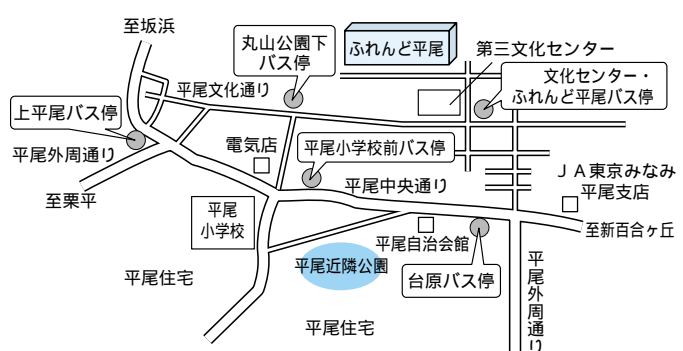 至坂浜
丸山公園下
バス停
ふれんど平尾
第三文化センター
文化センター・
ふれんど平尾バス停
平尾文化通り
上平尾バス停
平尾外周通り
電気店
平尾小学校前バス停
ＪＡ東京みなみ
平尾支店
至栗平
平尾中央通り
平尾
小学校
至新百合ヶ丘
平尾自治会館
平尾近隣公園
台原バス停
平尾外周通り
平尾住宅
平尾住宅